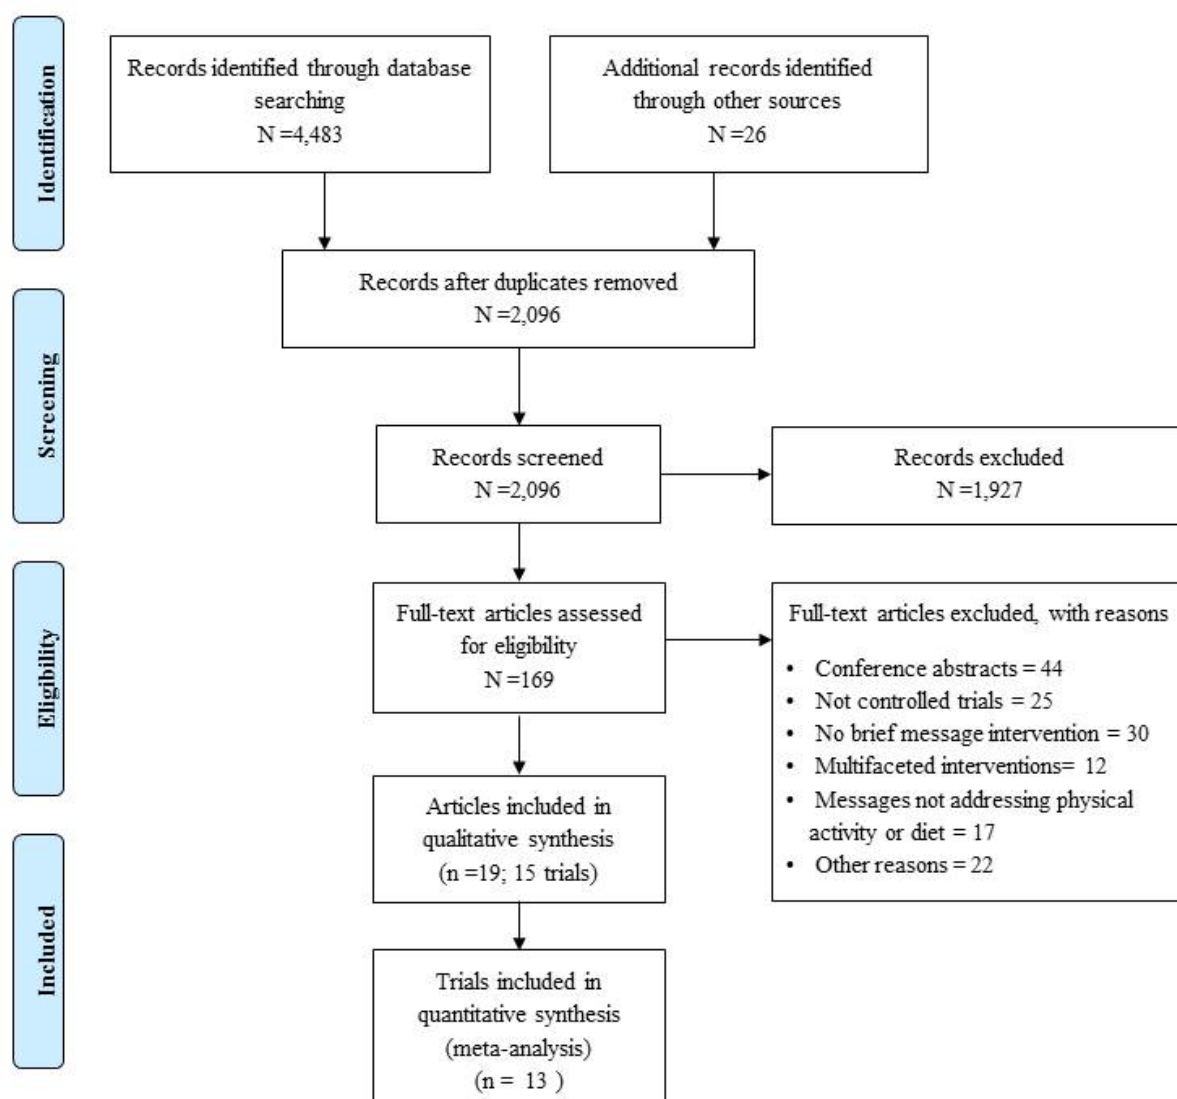 Identification
Records identified through database
searching
N =4,483
Additional records identified
through other sources
N =26
Records after duplicates removed
N =2,096
Screening
Records screened
N =2,096
Records excluded
N =1,927
Eligibility
Full-text articles assessed
for eligibility
N =169
Full-text articles excluded, with reasons
• Conference abstracts = 44
• Not controlled trials = 25
• No brief message intervention = 30
• Multifaceted interventions= 12
• Messages not addressing physical
activity or diet = 17
• Other reasons = 22
Articles included in
qualitative synthesis
(n =19; 15 trials)
Included
Trials included in
quantitative synthesis
(meta-analysis)
(n = 13 )